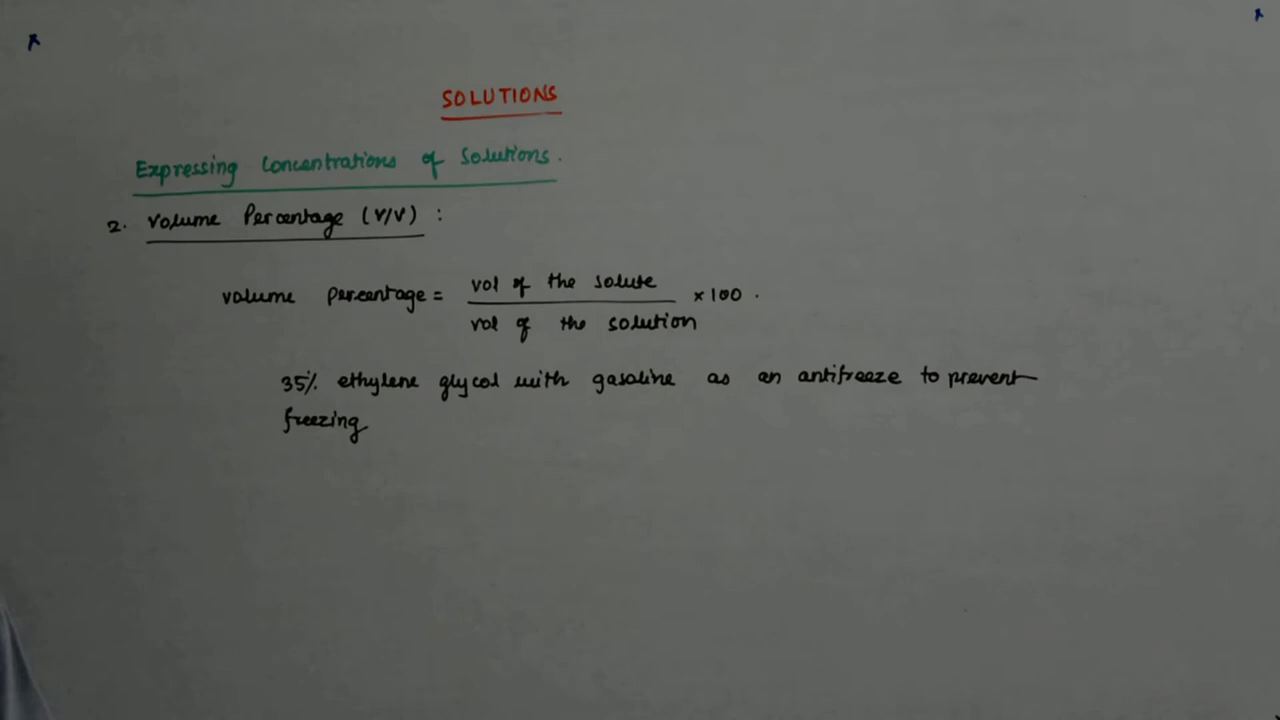 SOLUTIONS
Expressing Concentrations of Solutions.
2. Volume Percentage (V/V) :
volume percentage = vol of the solute / vol of the solution × 100 .
35% ethylene glycol with gasoline as an antifreeze to prevent
freezing